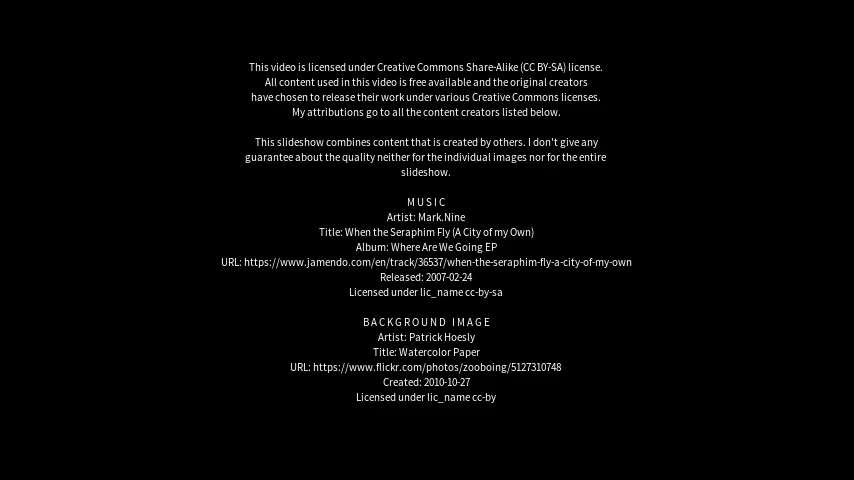 This video is licensed under Creative Commons Share-Alike (CC BY-SA) license.
All content used in this video is free available and the original creators
have chosen to release their work under various Creative Commons licenses.
My attributions go to all the content creators listed below.
This slideshow combines content that is created by others. I don't give any
guarantee about the quality neither for the individual images nor for the entire
slideshow.
MUSIC
Artist: Mark.Nine
Title: When the Seraphim Fly (A City of my Own)
Album: Where Are We Going EP
URL: https://www.jamendo.com/en/track/36537/when-the-seraphim-fly-a-city-of-my-own
Released: 2007-02-24
Licensed under lic_name cc-by-sa
BACKGROUND IMAGE
Artist: Patrick Hoesly
Title: Watercolor Paper
URL: https://www.flickr.com/photos/zooboing/5127310748
Created: 2010-10-27
Licensed under lic_name cc-by